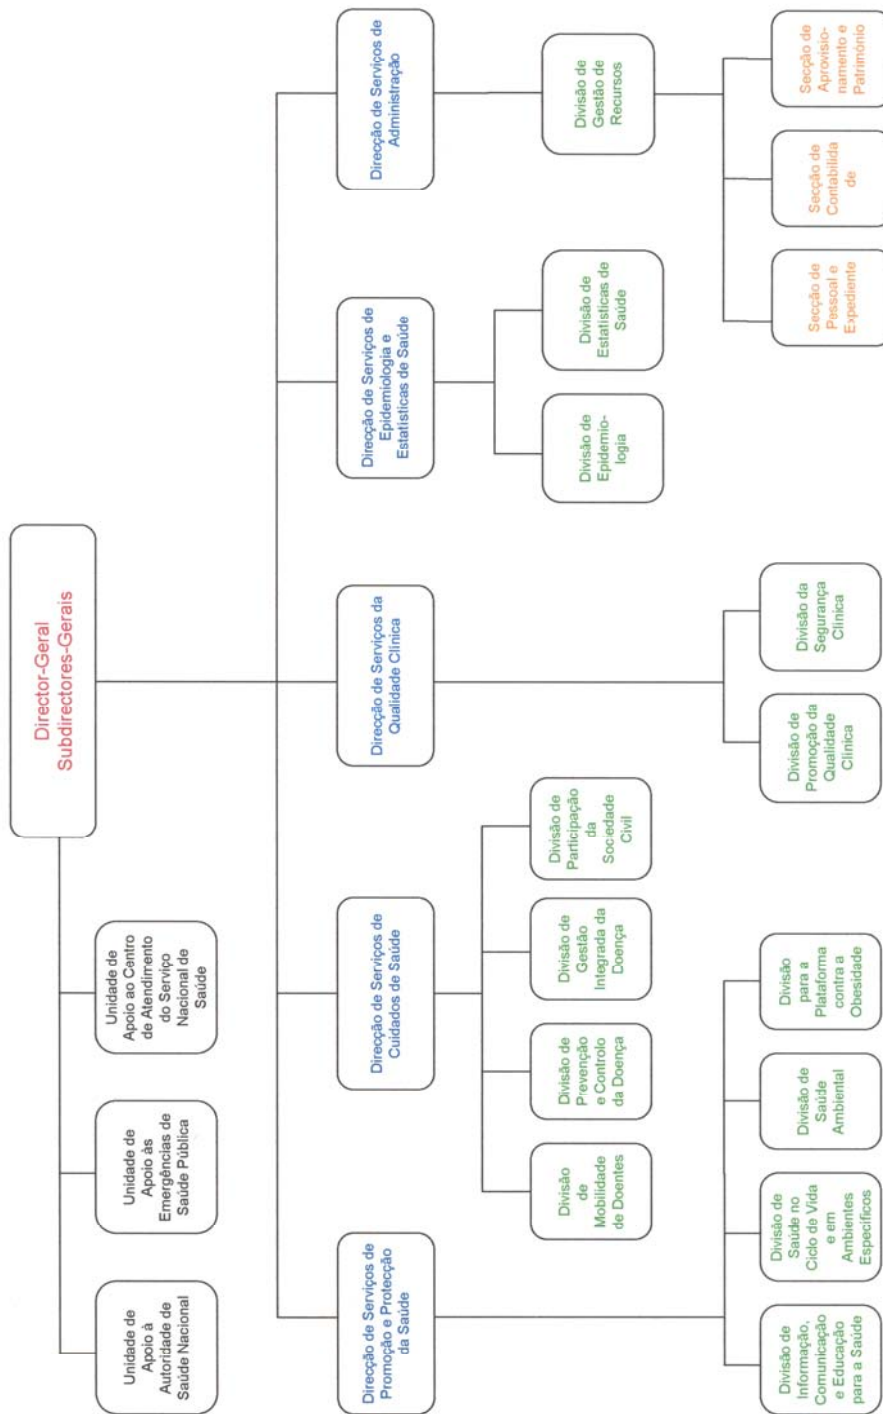 Director-Geral
Subdirectores-Gerais
Unidade de
Apoio à
Autoridade de
Saúde Nacional
Unidade de
Apoio às
Emergências de
Saúde Pública
Unidade de
Apoio ao Centro
de Atendimento
do Serviço
Nacional de
Saúde
Direcção de Serviços de
Promoção e Protecção
da Saúde
Direcção de Serviços de
Cuidados de Saúde
Direcção de Serviços da
Qualidade Clínica
Direcção de Serviços de
Epidemiologia e
Estatísticas de Saúde
Direcção de Serviços de
Administração
Divisão
de
Mobilidade
de Doentes
Divisão de
Prevenção
e Controlo
da Doença
Divisão de
Gestão
Integrada da
Doença
Divisão de
Participação
da
Sociedade
Civil
Divisão de
Epidemio-
logia
Divisão de
Estatísticas de
Saúde
Divisão de
Gestão de
Recursos
Divisão de
Informação,
Comunicação
e Educação
para a Saúde
Divisão de
Saúde no
Ciclo de Vida
e em
Ambientes
Específicos
Divisão de
Saúde
Ambiental
Divisão
para a
Plataforma
contra a
Obesidade
Divisão de
Promoção da
Qualidade
Clínica
Divisão da
Segurança
Clínica
Secção de
Pessoal e
Expediente
Secção de
Contabilida
de
Secção de
Aprovisio-
namento e
Património